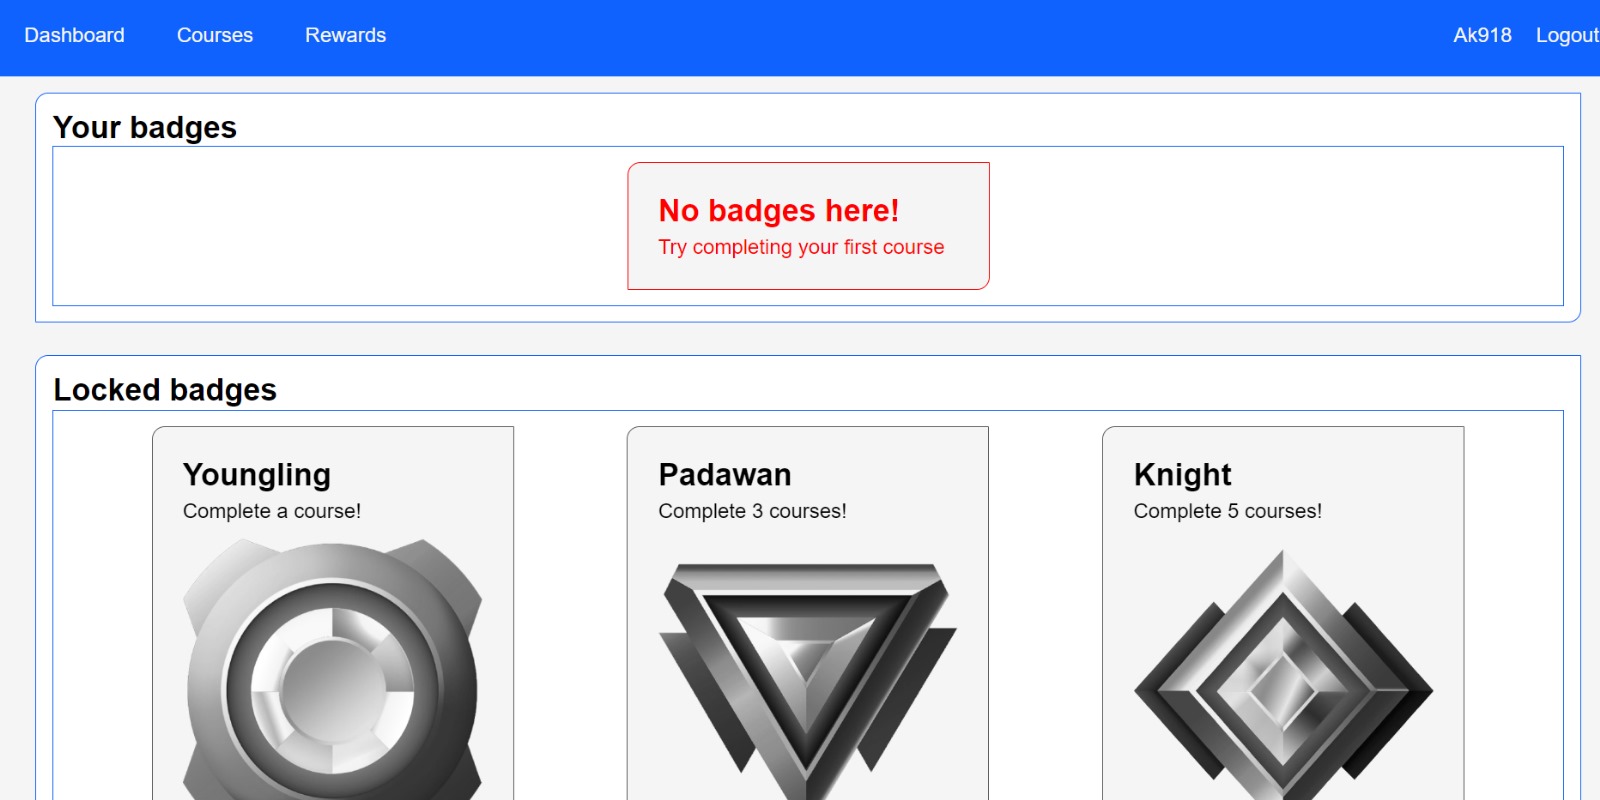 Dashboard Courses Rewards Ak918 Logout
Your badges
No badges here!
Try completing your first course
Locked badges
Youngling
Complete a course!
Padawan
Complete 3 courses!
Knight
Complete 5 courses!